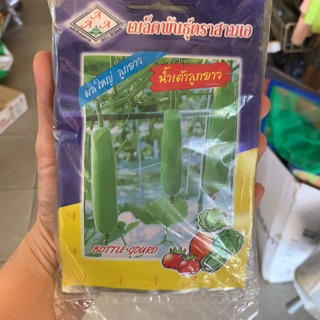 A
A A A
เมล็ดพันธุ์ตราสามเอ
ผลใหญ่ ลูกยาว
น้ำเต้าลูกยาว
BOTTLE GOURD